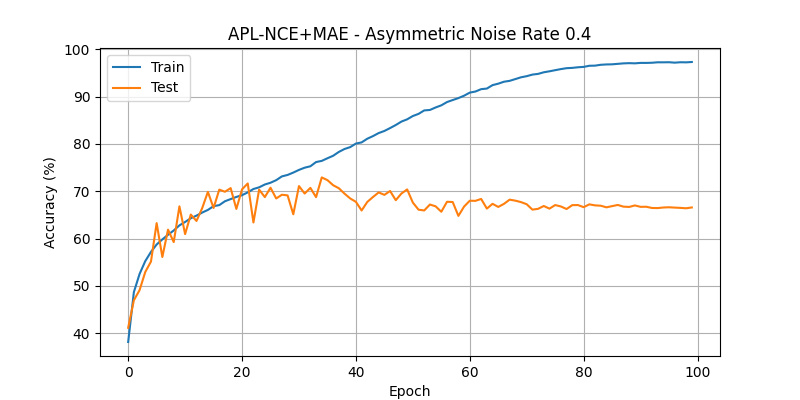 APL-NCE+MAE - Asymmetric Noise Rate 0.4
Train
Test
100
90
80
70
60
50
40
Accuracy (%)
0 20 40 60 80 100
Epoch